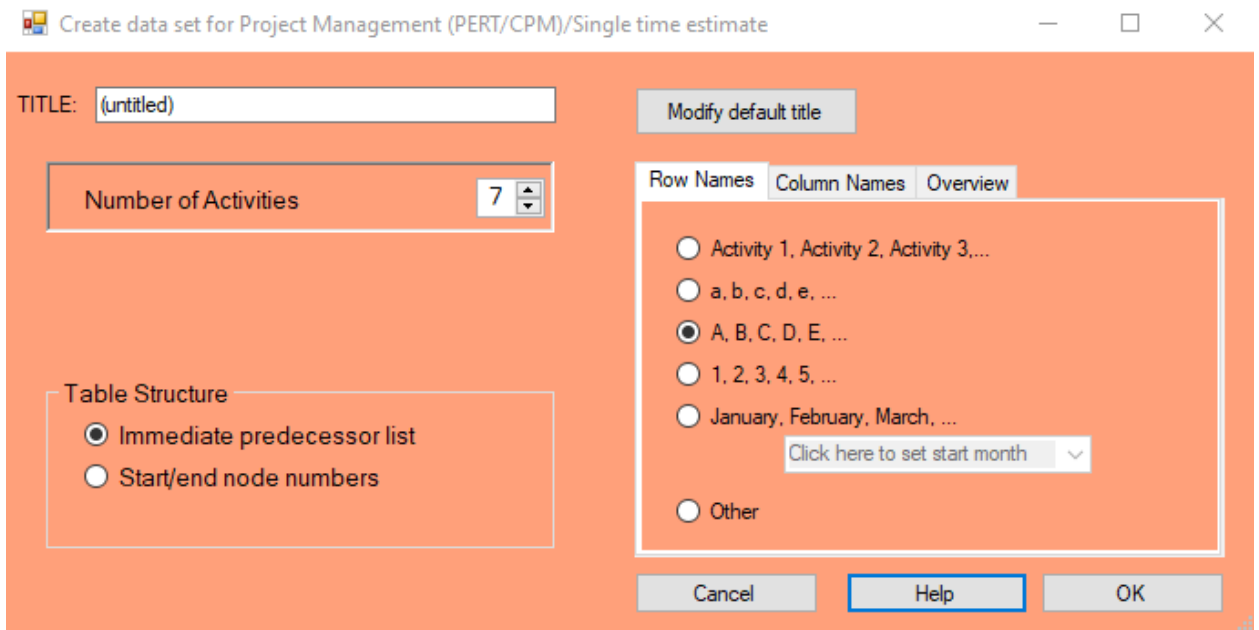 Create data set for Project Management (PERT/CPM)/Single time estimate
TITLE: (untitled)
Modify default title
Number of Activities 7
Row Names Column Names Overview
Activity 1, Activity 2, Activity 3,...
a, b, c, d, e, ...
A, B, C, D, E, ...
1, 2, 3, 4, 5, ...
January, February, March, ...
Click here to set start month
Other
Table Structure
Immediate predecessor list
Start/end node numbers
Cancel Help OK